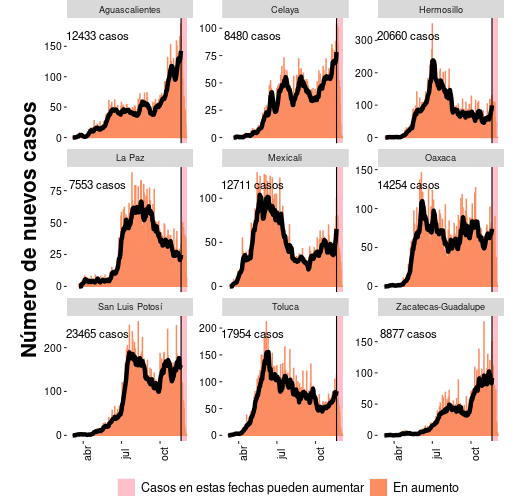 Número de nuevos casos
Aguascalientes
Celaya
Hermosillo
12433 casos
8480 casos
20660 casos
150
100
50
0
100
75
50
25
0
300
200
100
0
La Paz
Mexicali
Oaxaca
7553 casos
12711 casos
14254 casos
75
50
25
0
100
50
0
150
100
50
0
San Luis Potosí
Toluca
Zacatecas-Guadalupe
23465 casos
17954 casos
8877 casos
200
100
0
200
150
100
50
0
150
100
50
0
abr
jul
oct
abr
jul
oct
abr
jul
oct
Casos en estas fechas pueden aumentar
En aumento